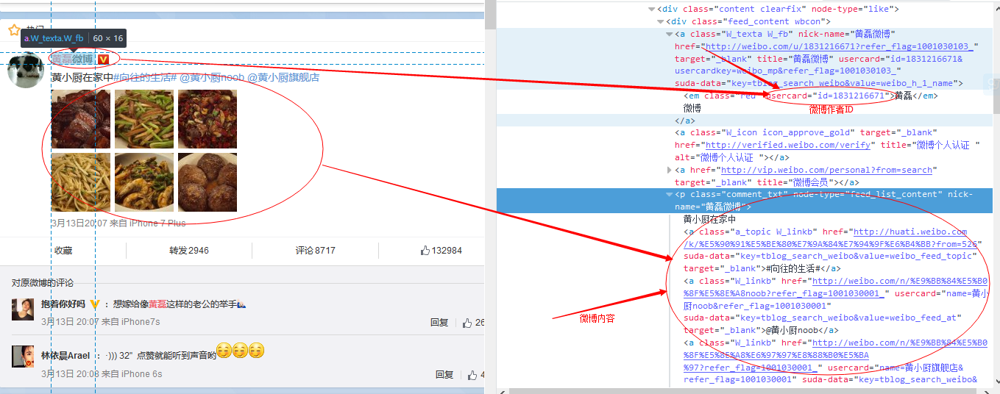 热门
a.W_texta.W_fb | 60 × 16
黄磊微博
黄小厨在家中#向往的生活# @黄小厨noob @黄小厨旗舰店
3月13日20:07 来自 iPhone 7 Plus
收藏
转发 2946
评论 8717
132984
对原微博的评论
抱着你好吗 ：想嫁给像黄磊这样的老公的举手
3月13日 20:07 来自 iPhone7s
回复
26
林依晨Arael ：·))) 32" 点赞就能听到声音哟
3月13日 20:08 来自 iPhone 6s
回复
4
<div class="content clearfix" node-type="like">
<div class="feed_content wbcon">
<a class="W_texta W_fb" nick-name="黄磊微博"
href="http://weibo.com/u/1831216671?refer_flag=1001030103_"
target="_blank" title="黄磊微博" usercard="id=1831216671&
usercardkey=weibo_mp&refer_flag=1001030103_"
suda-data="key=tblog_search_weibo&value=weibo_h_1_name">
<em class="red" usercard="id=1831216671">黄磊</em>
微博
微博作者ID
</a>
<a class="W_icon icon_approve_gold" target="_blank"
href="http://verified.weibo.com/verify" title="微博个人认证 "
alt="微博个人认证 "></a>
<a href="http://vip.weibo.com/personal?from=search"
target="_blank" title="微博会员"></a>
<p class="comment_txt" node-type="feed_list_content" nick-
name="黄磊微博">
黄小厨在家中
<a class="a_topic W_linkb" href="http://huati.weibo.com
/k/%E5%90%91%E5%BE%80%E7%9A%84%E7%94%9F%E6%B4%BB?from=526"
suda-data="key=tblog_search_weibo&value=weibo_feed_topic"
target="_blank">#向往的生活#</a>
<a class="W_linkb" href="http://weibo.com/n/%E9%BB%84%E5%B0
%8F%E5%8E%A8noob?refer_flag=1001030001_" usercard="name=黄小
厨noob&refer_flag=1001030001"
微博内容
suda-data="key=tblog_search_weibo&value=weibo_feed_at"
target="_blank">@黄小厨noob</a>
<a class="W_linkb" href="http://weibo.com/n/%E9%BB%84%E5%B0
%8F%E5%8E%A8%E6%97%97%E8%88%B0%E5%BA
%97?refer_flag=1001030001_" usercard="name=黄小厨旗舰店&
refer_flag=1001030001" suda-data="key=tblog_search_weibo&